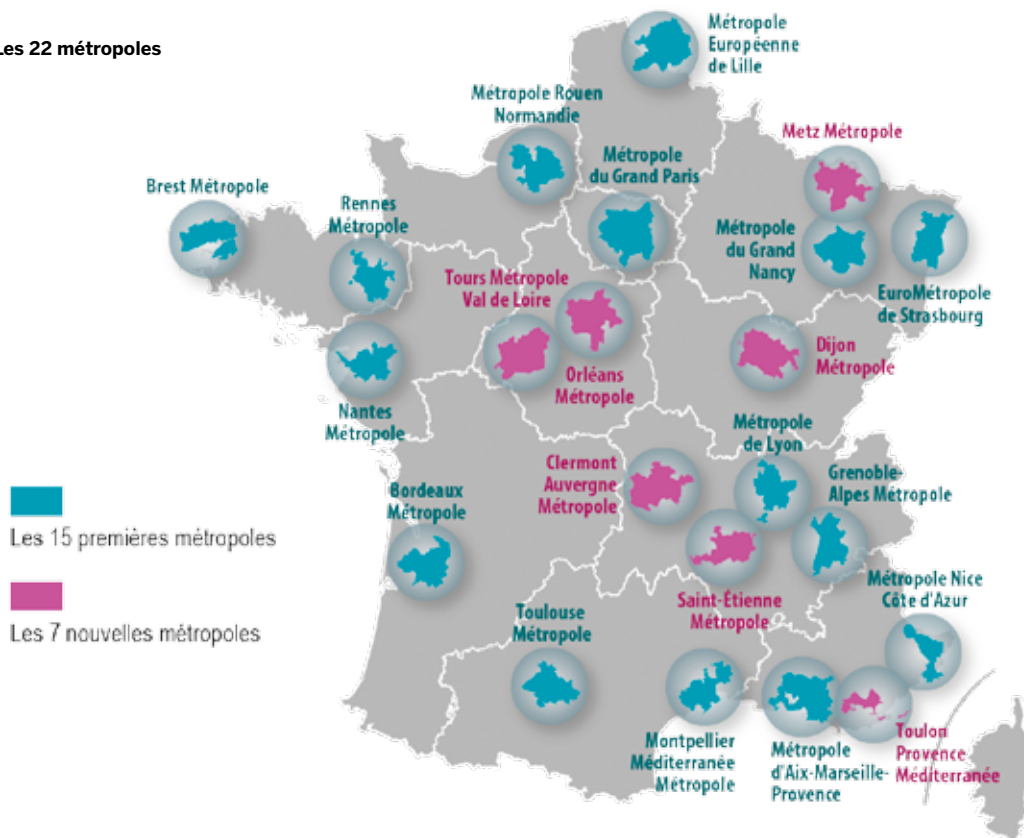 Les 22 métropoles
Métropole
Européenne
de Lille
Métropole Rouen
Normandie
Métropole
du Grand Paris
Metz Métropole
Brest Métropole
Rennes
Métropole
Métropole
du Grand
Nancy
EuroMétropole
de Strasbourg
Tours Métropole
Val de Loire
Orléans
Métropole
Dijon
Métropole
Nantes
Métropole
Métropole
de Lyon
Clermont
Auvergne
Métropole
Grenoble-
Alpes Métropole
Bordeaux
Métropole
Les 15 premières métropoles
Les 7 nouvelles métropoles
Saint-Étienne
Métropole
Métropole Nice
Côte d'Azur
Toulouse
Métropole
Montpellier
Méditerranée
Métropole
Métropole
d'Aix-Marseille-
Provence
Toulon
Provence
Méditerranée